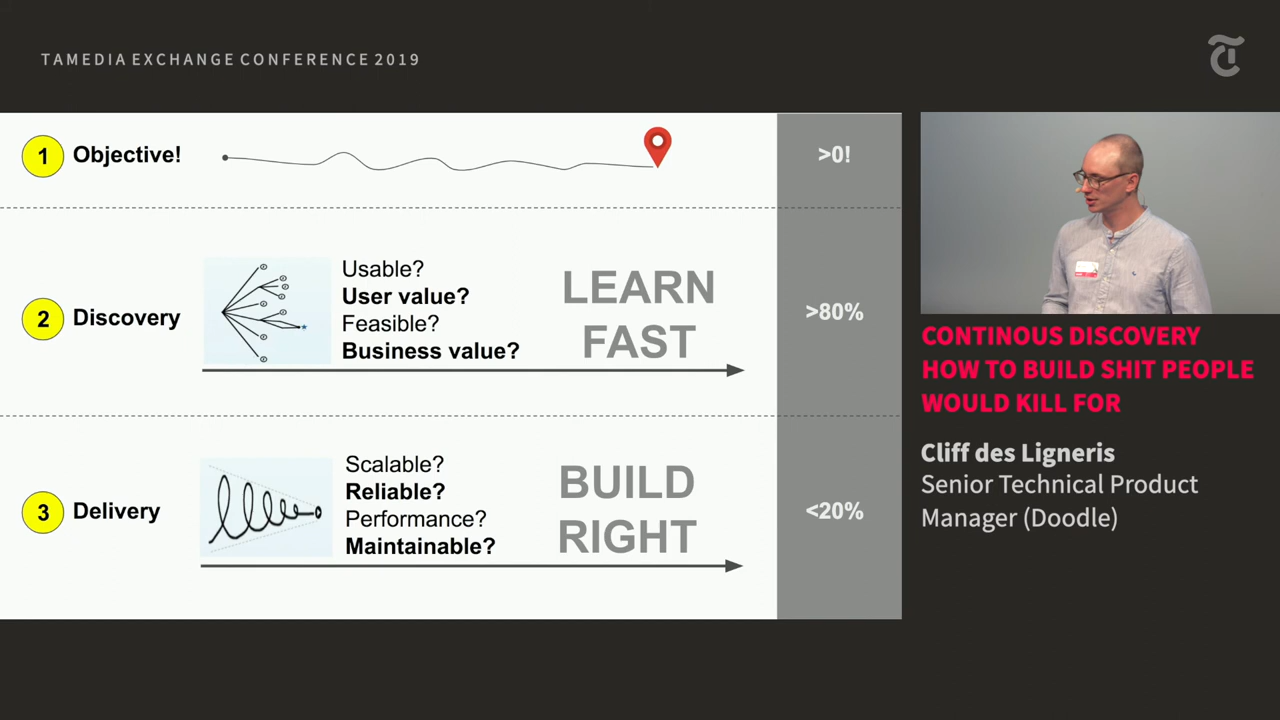 TAMEDIA EXCHANGE CONFERENCE 2019
1 Objective!
>0!
2 Discovery
Usable?
User value?
Feasible?
Business value?
LEARN
FAST
>80%
3 Delivery
Scalable?
Reliable?
Performance?
Maintainable?
BUILD
RIGHT
<20%
CONTINOUS DISCOVERY
HOW TO BUILD SHIT PEOPLE
WOULD KILL FOR
Cliff des Ligneris
Senior Technical Product
Manager (Doodle)